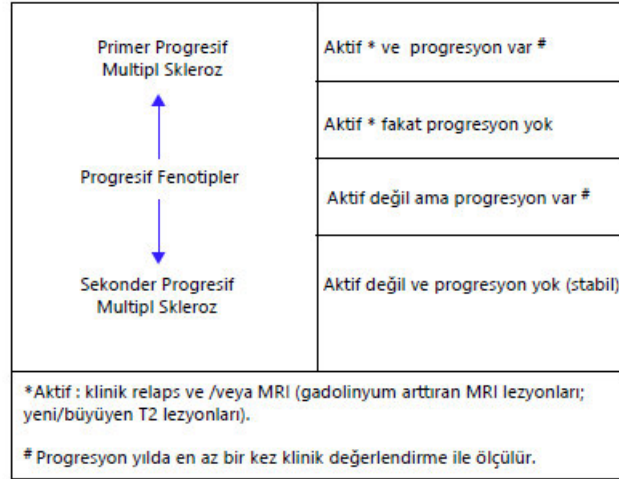 Primer Progresif
Multipl Skleroz
Progresif Fenotipler
Sekonder Progresif
Multipl Skleroz
Aktif * ve progresyon var #
Aktif * fakat progresyon yok
Aktif değil ama progresyon var #
Aktif değil ve progresyon yok (stabil)
*Aktif : klinik relaps ve /veya MRI (gadolinyum arttıran MRI lezyonları;
yeni/büyüyen T2 lezyonları).
# Progresyon yılda en az bir kez klinik değerlendirme ile ölçülür.